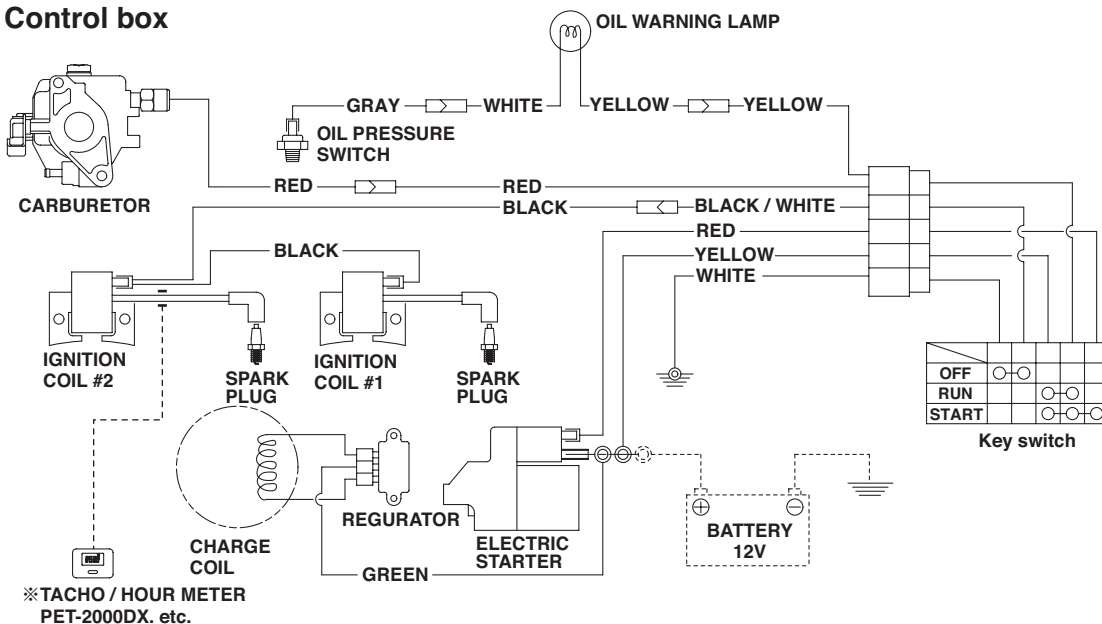 Control box
OIL WARNING LAMP
GRAY
WHITE
YELLOW
YELLOW
OIL PRESSURE
SWITCH
RED
RED
CARBURETOR
BLACK
BLACK / WHITE
RED
BLACK
YELLOW
WHITE
IGNITION
COIL #2
SPARK
PLUG
IGNITION
COIL #1
SPARK
PLUG
OFF
RUN
START
Key switch
REGURATOR
CHARGE
COIL
ELECTRIC
STARTER
BATTERY
12V
GREEN
※TACHO / HOUR METER
PET-2000DX. etc.